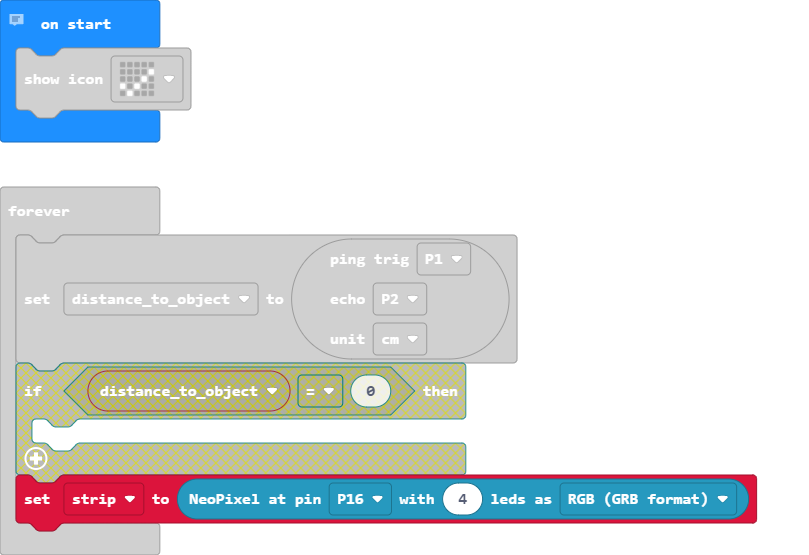 on start
show icon
forever
ping trig P1
set distance_to_object to echo P2
unit cm
if distance_to_object = 0 then
set strip to NeoPixel at pin P16 with 4 leds as RGB (GRB format)